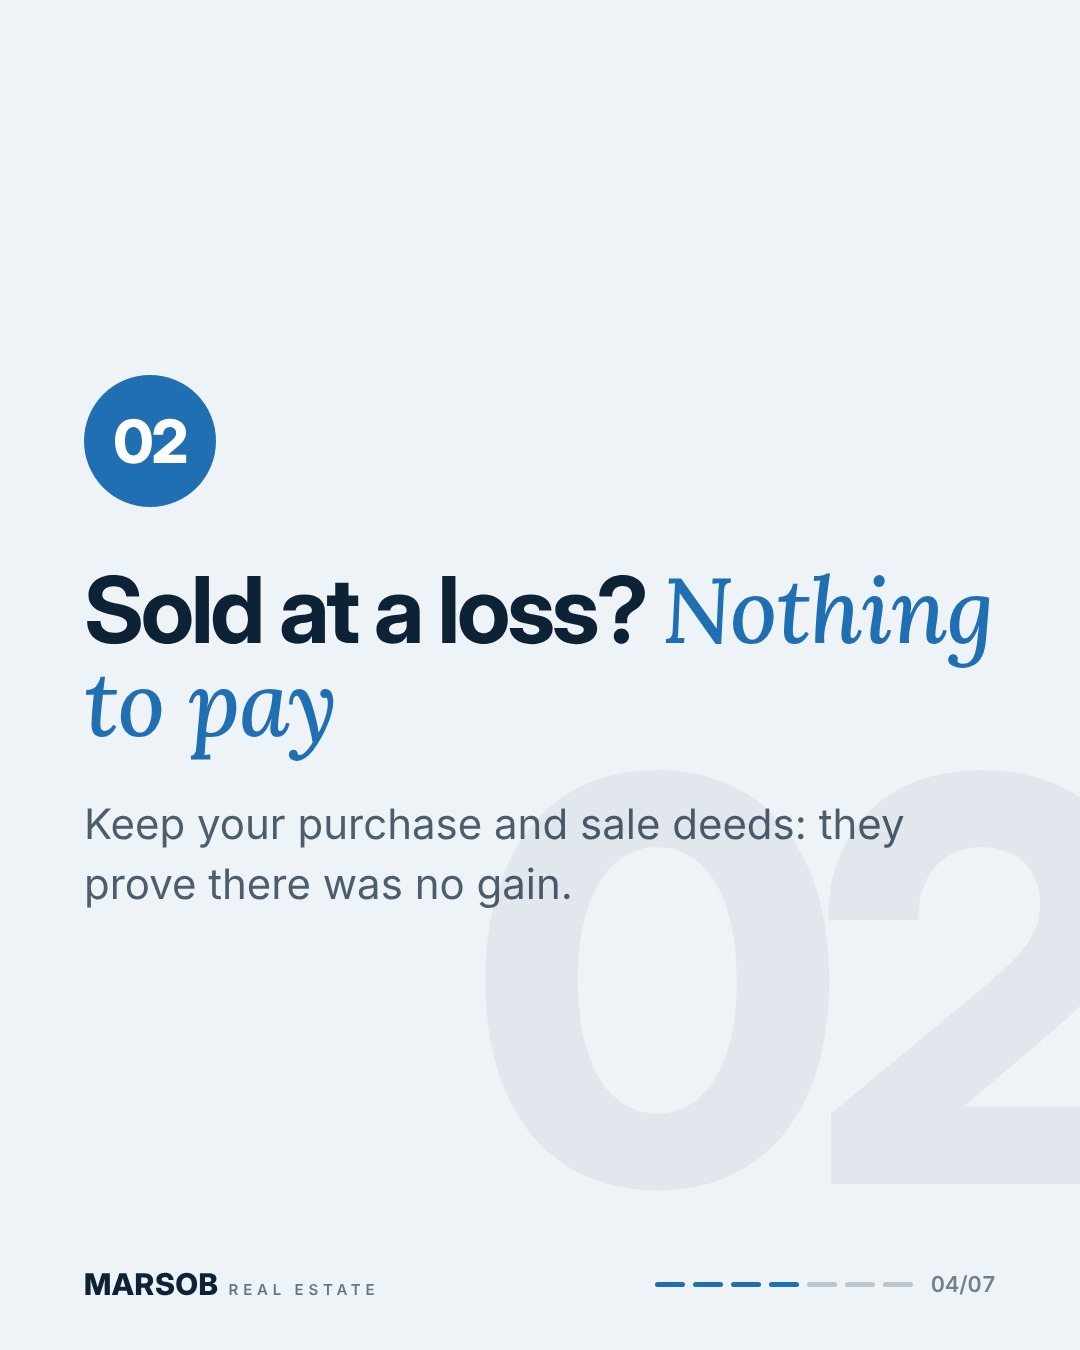 02
Sold at a loss? Nothing
to pay
Keep your purchase and sale deeds: they
prove there was no gain.
02
MARSOB REAL ESTATE
04/07